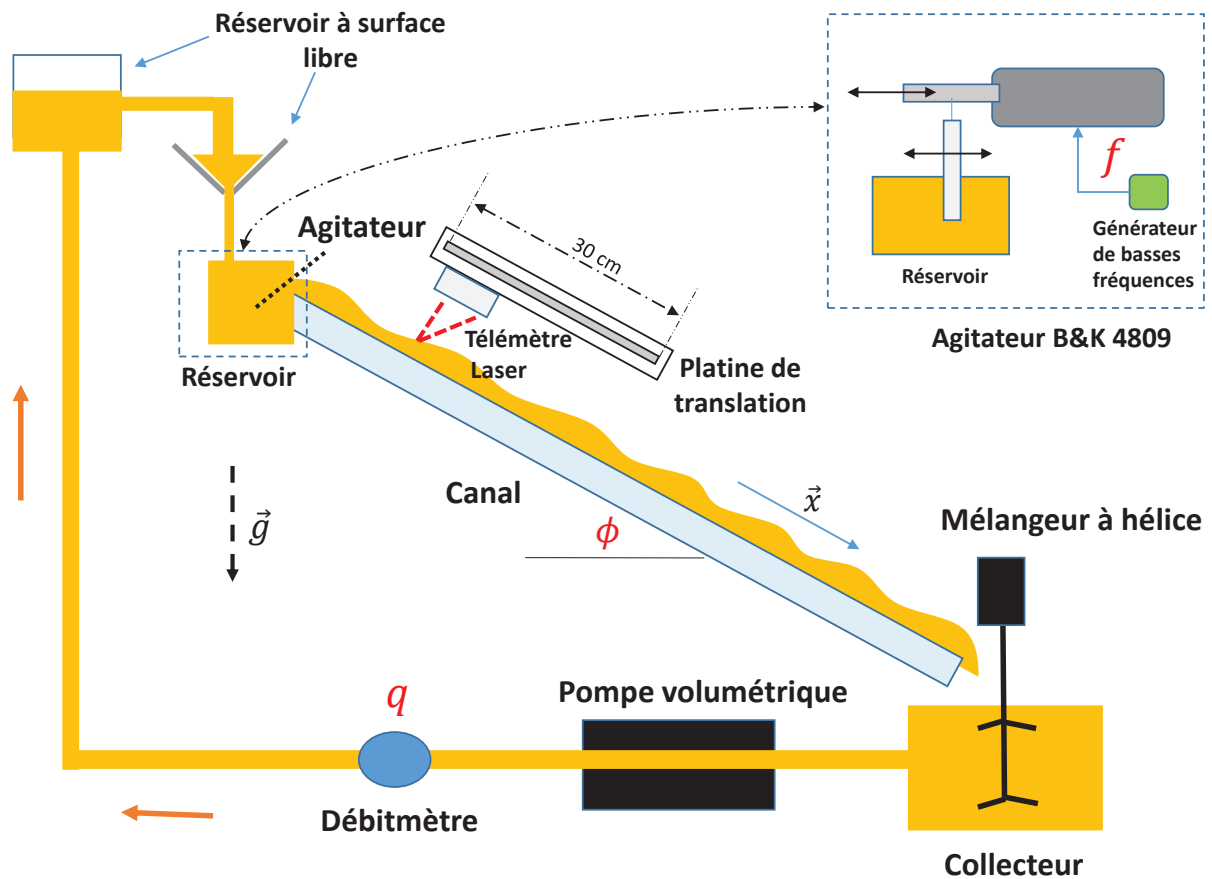 Réservoir à surface
libre
f
Générateur
de basses
fréquences
Réservoir
Agitateur B&K 4809
Agitateur
30 cm
Télémètre
Laser
Platine de
translation
Réservoir
g
Canal
ϕ
x
Mélangeur à hélice
Pompe volumétrique
q
Débitmètre
Collecteur